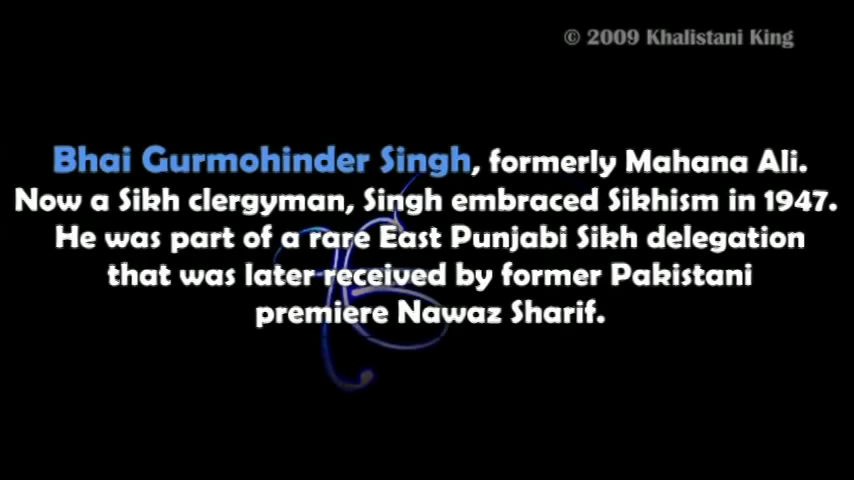 © 2009 Khalistani King
Bhai Gurmohinder Singh, formerly Mahana Ali.
Now a Sikh clergyman, Singh embraced Sikhism in 1947.
He was part of a rare East Punjabi Sikh delegation
that was later received by former Pakistani
premiere Nawaz Sharif.